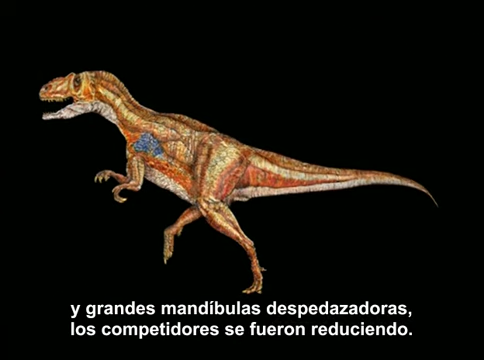 y grandes mandíbulas despedazadoras,
los competidores se fueron reduciendo.